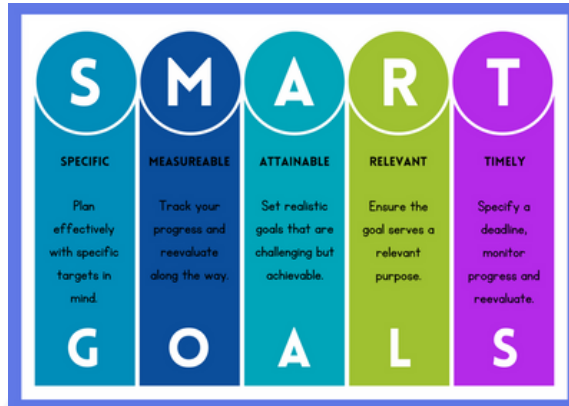 S M A R T
SPECIFIC
Plan
effectively
with specific
targets in
mind.
MEASUREABLE
Track your
progress and
reevaluate
along the way.
ATTAINABLE
Set realistic
goals that are
challenging but
achievable.
RELEVANT
Ensure the
goal serves a
relevant
purpose.
TIMELY
Specify a
deadline,
monitor
progress and
reevaluate.
G O A L S